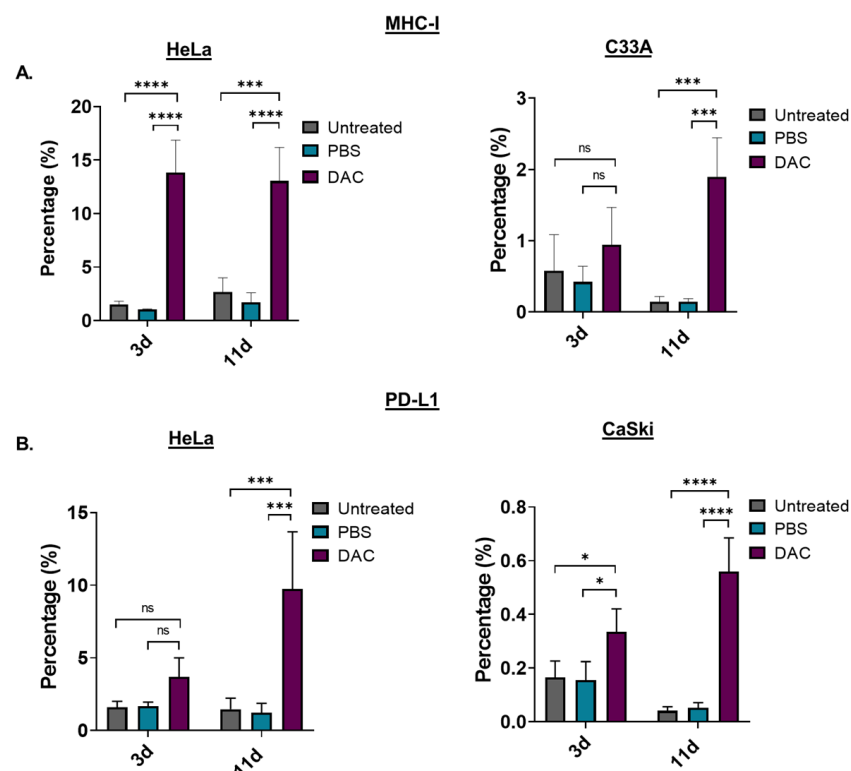 MHC-I
A.
HeLa
Percentage (%)
20
15
10
5
0
****
****
***
****
3d
11d
Untreated
PBS
DAC
C33A
Percentage (%)
3
2
1
0
ns
ns
***
***
3d
11d
Untreated
PBS
DAC
PD-L1
B.
HeLa
Percentage (%)
15
10
5
0
ns
ns
***
***
3d
11d
Untreated
PBS
DAC
CaSki
Percentage (%)
0.8
0.6
0.4
0.2
0.0
*
*
****
****
3d
11d
Untreated
PBS
DAC